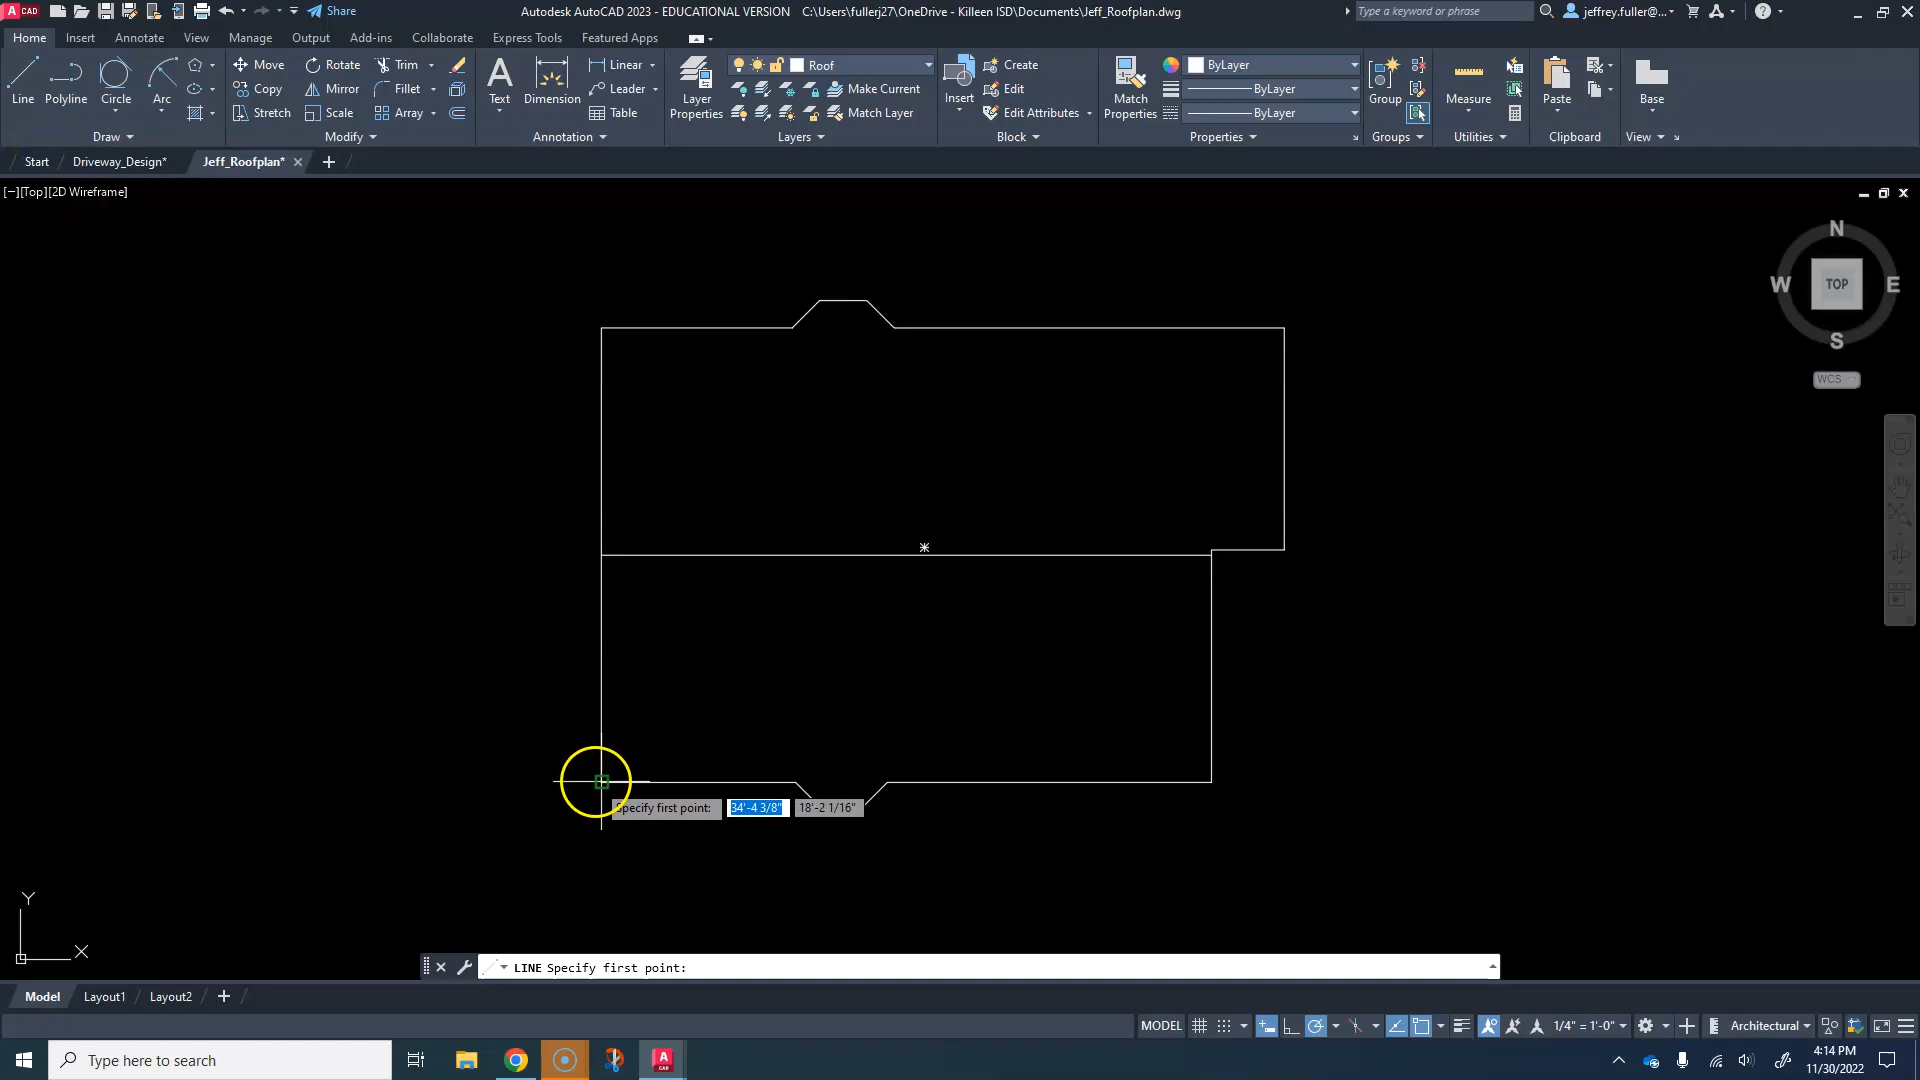 A CAD Share Autodesk AutoCAD 2023 - EDUCATIONAL VERSION C:\Users\fullerj27\OneDrive - Killeen ISD\Documents\Jeff_Roofplan.dwg Type a keyword or phrase jeffrey.fuller@...
Home Insert Annotate View Manage Output Add-ins Collaborate Express Tools Featured Apps
Move Rotate Trim Linear Roof Create ByLayer
Copy Mirror Fillet Leader Make Current Edit ByLayer
Line Polyline Circle Arc Text Dimension Layer Properties Insert Match Properties Group Measure Paste Base
Stretch Scale Array Table Match Layer Edit Attributes ByLayer
Draw Modify Annotation Layers Block Properties Groups Utilities Clipboard View
Start Driveway_Design* Jeff_Roofplan*
[−][Top][2D Wireframe]
N
W TOP E
S
WCS
Specify first point: 34'-4 3/8" 18'-2 1/16"
Y
X
LINE Specify first point:
Model Layout1 Layout2
MODEL 1/4" = 1'-0" Architectural
Type here to search
A CAD
4:14 PM
11/30/2022